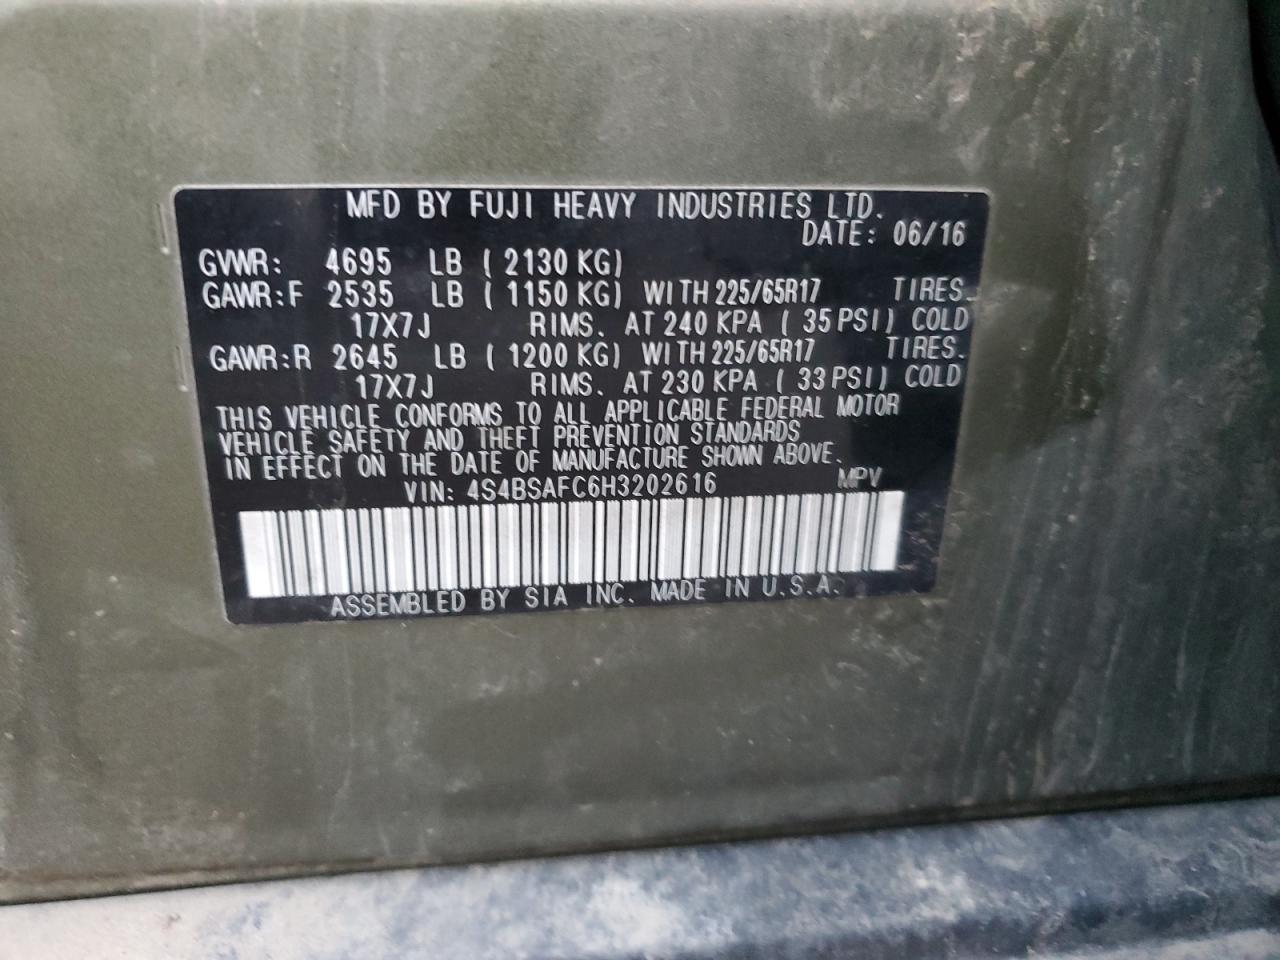 MFD BY FUJI HEAVY INDUSTRIES LTD.
DATE: 06/16
GVWR: 4695 LB ( 2130 KG)
GAWR:F 2535 LB ( 1150 KG) WITH 225/65R17 TIRES.
17X7J RIMS. AT 240 KPA ( 35 PSI) COLD
GAWR:R 2645 LB ( 1200 KG) WITH 225/65R17 TIRES.
17X7J RIMS. AT 230 KPA ( 33 PSI) COLD
THIS VEHICLE CONFORMS TO ALL APPLICABLE FEDERAL MOTOR
VEHICLE SAFETY AND THEFT PREVENTION STANDARDS
IN EFFECT ON THE DATE OF MANUFACTURE SHOWN ABOVE.
VIN: 4S4BSAFC6H3202616 MPV
ASSEMBLED BY SIA INC. MADE IN U.S.A.